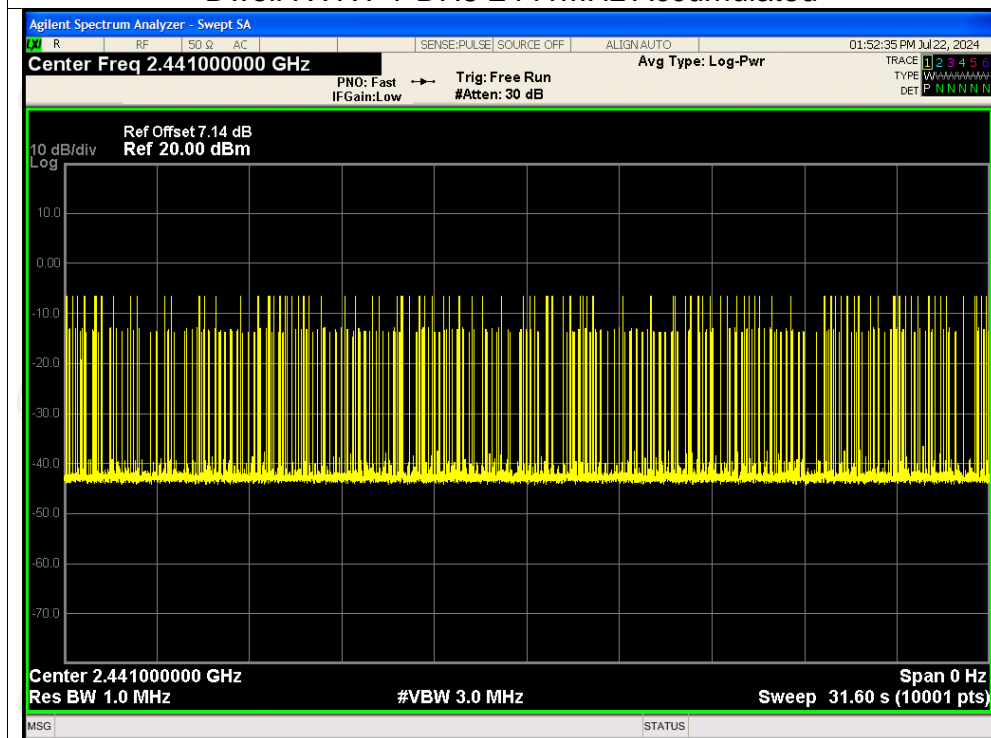 Agilent Spectrum Analyzer - Swept SA
LXI R RF 50 Ω AC SENSE:PULSE SOURCE OFF ALIGN AUTO 01:52:35 PM Jul 22, 2024
Center Freq 2.441000000 GHz Avg Type: Log-Pwr TRACE 1 2 3 4 5 6
PNO: Fast Trig: Free Run TYPE WWWWWW
IFGain:Low #Atten: 30 dB DET P N N N N N
Ref Offset 7.14 dB
10 dB/div Ref 20.00 dBm
Log
10.0
0.00
-10.0
-20.0
-30.0
-40.0
-50.0
-60.0
-70.0
Center 2.441000000 GHz Span 0 Hz
Res BW 1.0 MHz #VBW 3.0 MHz Sweep 31.60 s (10001 pts)
MSG STATUS